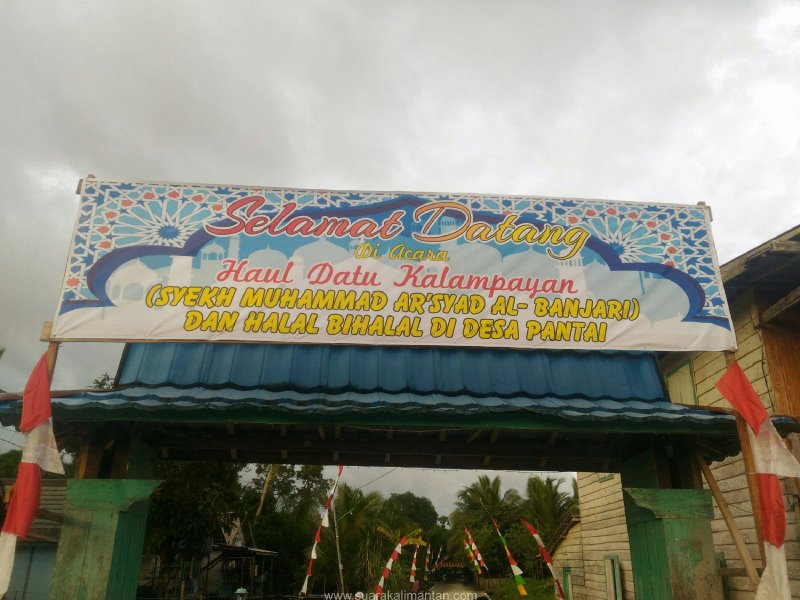 Selamat Datang
Di Acara
Haul Datu Kalampayan
(SYEKH MUHAMMAD AR'SYAD AL- BANJARI)
DAN HALAL BIHALAL DI DESA PANTAI
www.suarakalimantan.com